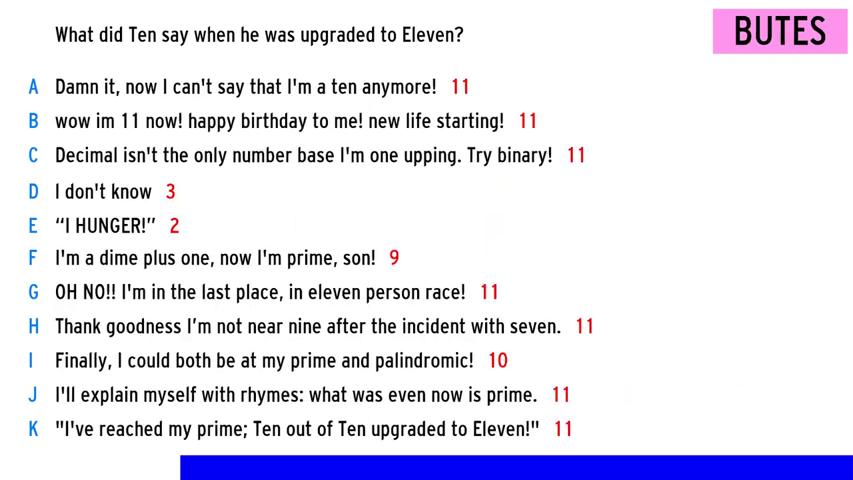 What did Ten say when he was upgraded to Eleven?
BUTES
A Damn it, now I can't say that I'm a ten anymore! 11
B wow im 11 now! happy birthday to me! new life starting! 11
C Decimal isn't the only number base I'm one upping. Try binary! 11
D I don't know 3
E “I HUNGER!” 2
F I'm a dime plus one, now I'm prime, son! 9
G OH NO!! I'm in the last place, in eleven person race! 11
H Thank goodness I’m not near nine after the incident with seven. 11
I Finally, I could both be at my prime and palindromic! 10
J I'll explain myself with rhymes: what was even now is prime. 11
K "I've reached my prime; Ten out of Ten upgraded to Eleven!" 11